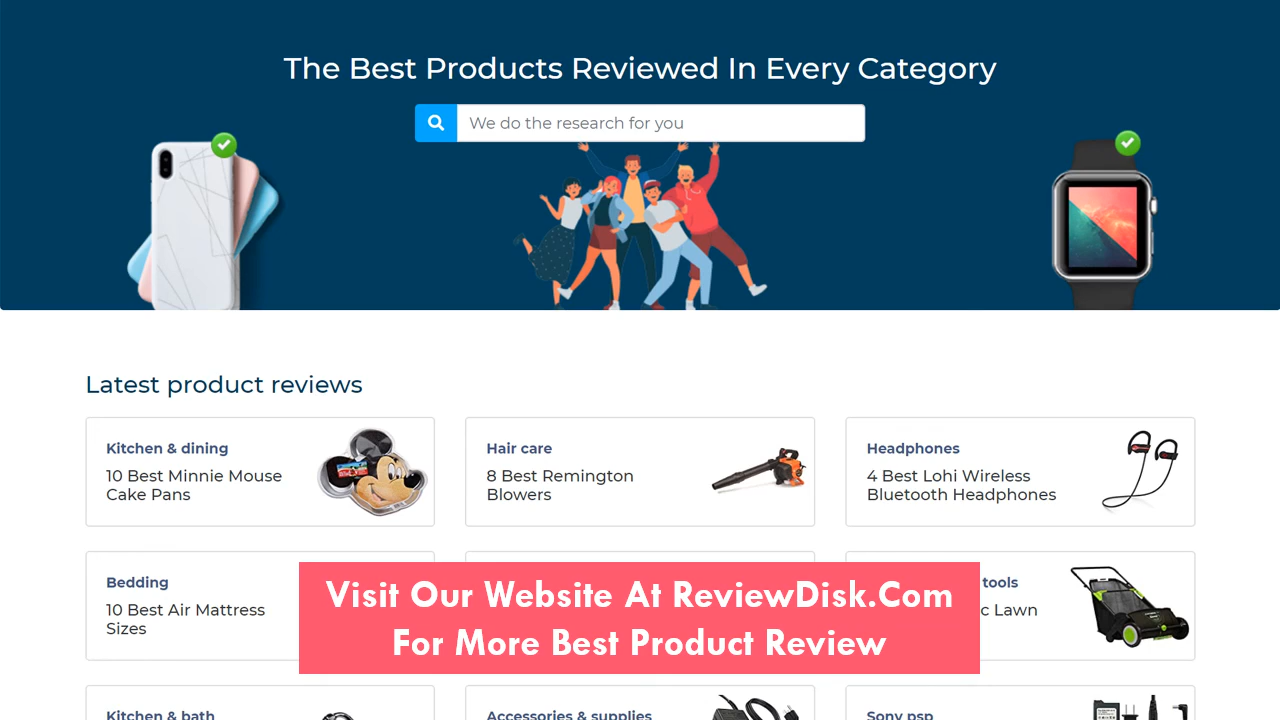 The Best Products Reviewed In Every Category
We do the research for you
Latest product reviews
Kitchen & dining
10 Best Minnie Mouse
Cake Pans
Hair care
8 Best Remington
Blowers
Headphones
4 Best Lohi Wireless
Bluetooth Headphones
Bedding
10 Best Air Mattress
Sizes
tools
c Lawn
Visit Our Website At ReviewDisk.Com
For More Best Product Review
Kitchen & bath
Accessories & supplies
Sony psp